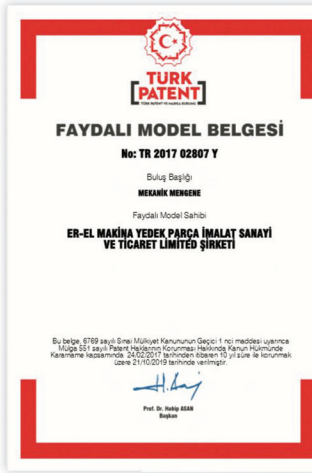 TÜRK
PATENT
TÜRK PATENT VE MARKA KURUMU
FAYDALI MODEL BELGESİ
No: TR 2017 02807 Y
Buluş Başlığı
MEKANİK MENGENE
Faydalı Model Sahibi
ER-EL MAKİNA YEDEK PARÇA İMALAT SANAYİ
VE TİCARET LİMİTED ŞİRKETİ
Bu belge, 6769 sayılı Sınai Mülkiyet Kanununun Geçici 1 nci maddesi uyarınca
Mülga 551 sayılı Patent Haklarının Korunması Hakkında Kanun Hükmünde
Kararname kapsamında 24/02/2017 tarihinden itibaren 10 yıl süre ile korunmak
üzere 21/10/2019 tarihinde verilmiştir.
Prof. Dr. Habip ASAN
Başkan